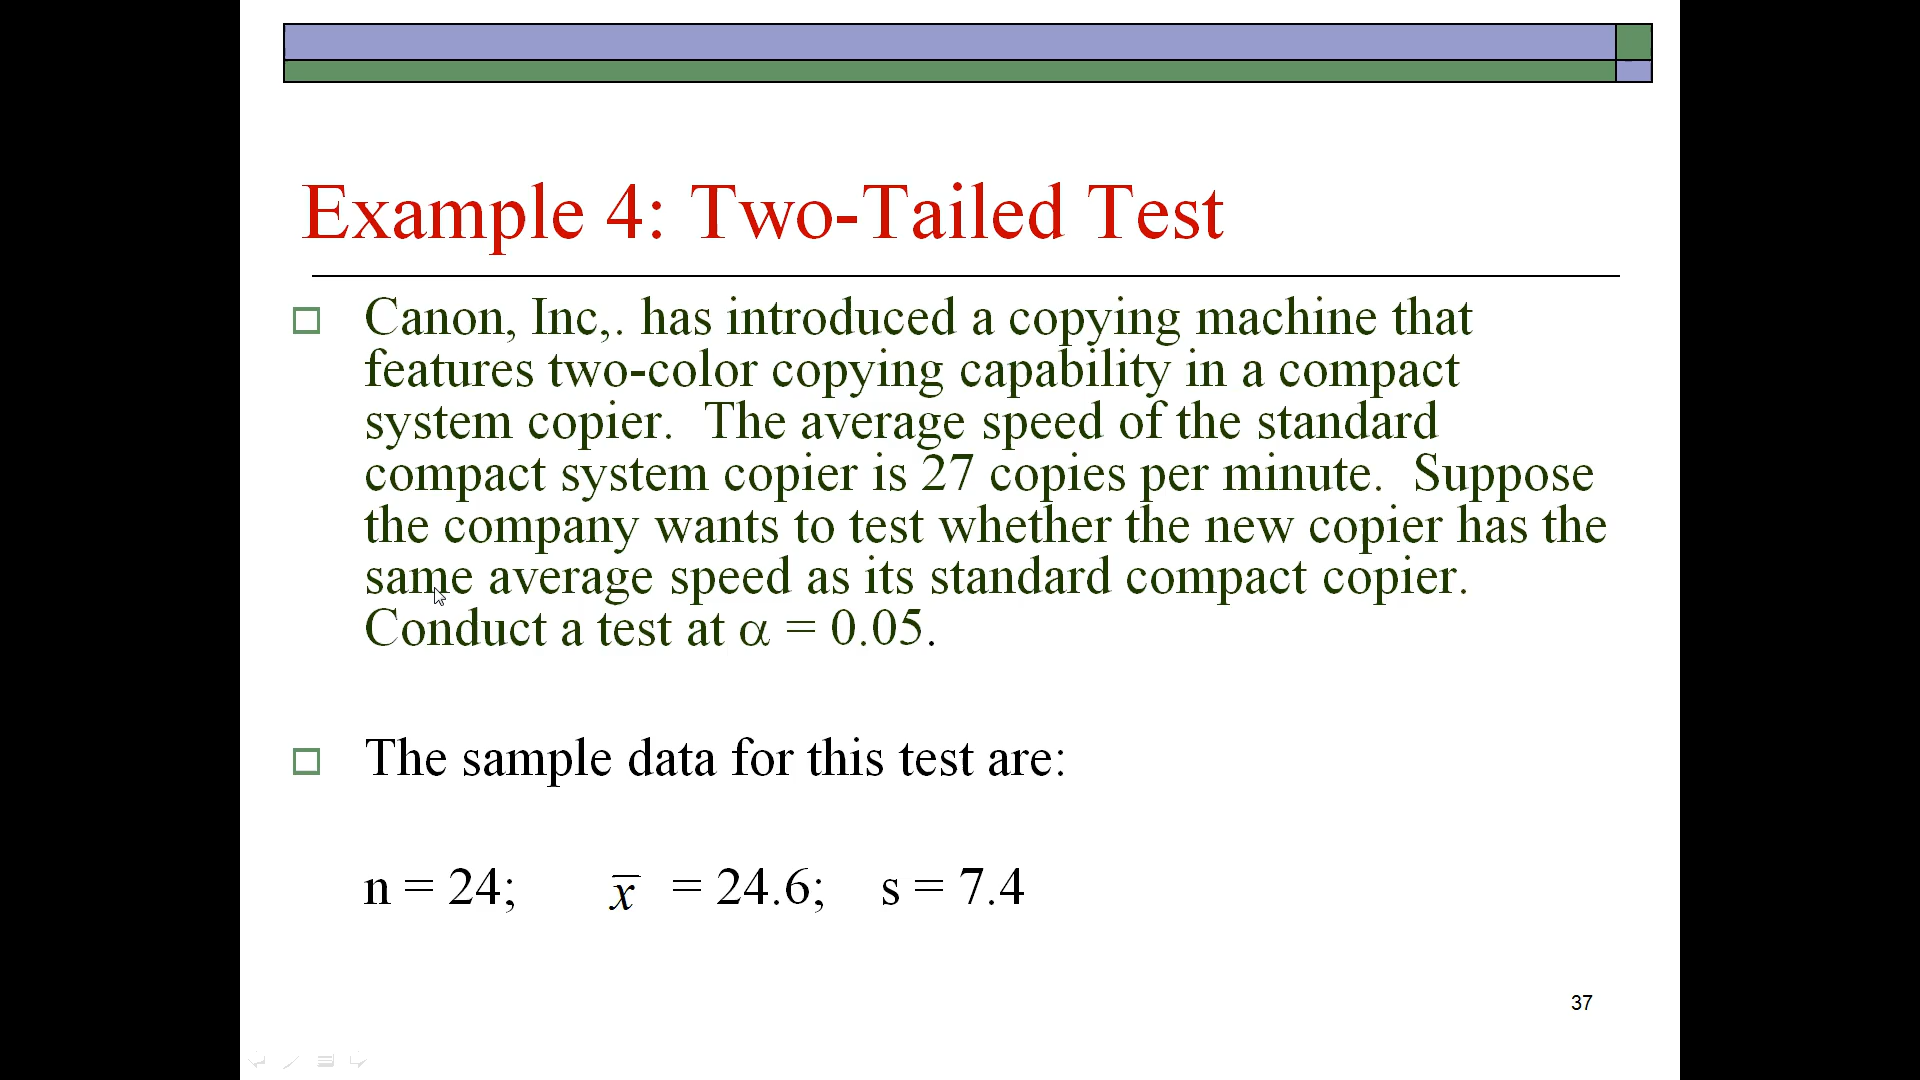 Example 4: Two-Tailed Test
Canon, Inc,. has introduced a copying machine that
features two-color copying capability in a compact
system copier. The average speed of the standard
compact system copier is 27 copies per minute. Suppose
the company wants to test whether the new copier has the
same average speed as its standard compact copier.
Conduct a test at α = 0.05.
The sample data for this test are:
n = 24; x̅ = 24.6; s = 7.4
37